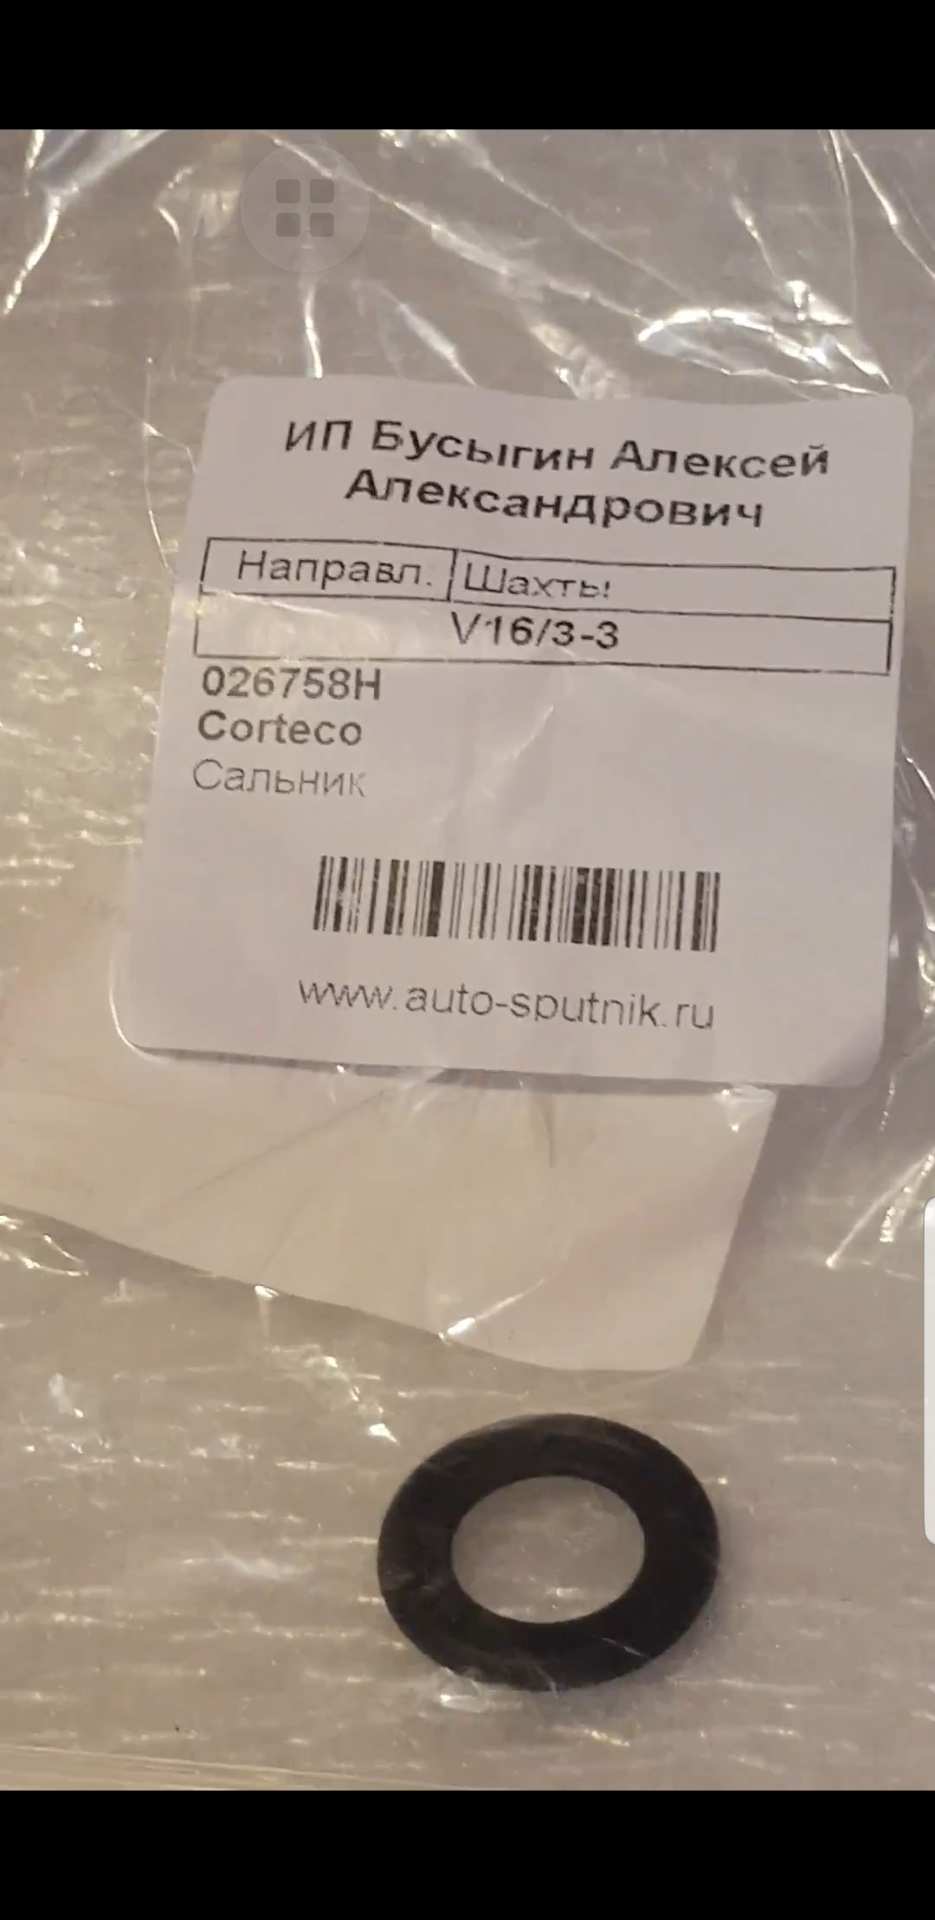 ИП Бусыгин Алексей
Александрович
Направл. Шахты
V16/3-3
026758H
Corteco
Сальник
www.auto-sputnik.ru